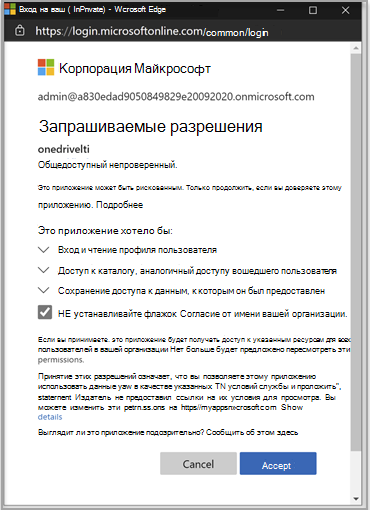 Вход на ваш ( InPrivate) - Wcrosoft Edge
https://login.microsoftonline.com/common/login
Корпорация Майкрософт
admin@a830edad9050849829e20092020.onmicrosoft.com
Запрашиваемые разрешения
onedrivelti
Общедоступный непроверенный.
Это приложение может быть рискованным. Только продолжить, если вы доверяете этому
приложению. Подробнее
Это приложение хотело бы:
Вход и чтение профиля пользователя
Доступ к каталогу, аналогичный доступу вошедшего пользователя
Сохранение доступа к данным, к которым он был предоставлен
НЕ устанавливайте флажок Согласие от имени вашей организации.
Если вы принимаете. это приложение будет получать доступ к указанным ресурсам для всех
пользователей в вашей организации Нет больше будет предложено пересмотреть эти
permissions.
Принятие этих разрешений означает, что вы позволяете этому приложению
использовать данные yaw в качестве указанных TN условий службы и проложить",
staternent Издатель не предоставил ссылки на их условия для просмотра. Вы
можете изменить эти petrn.ss.ons на https//myappsnxcrosoft.com Show
details
Выглядит ли это приложение подозрительно? Сообщить об этом здесь
Cancel
Accept